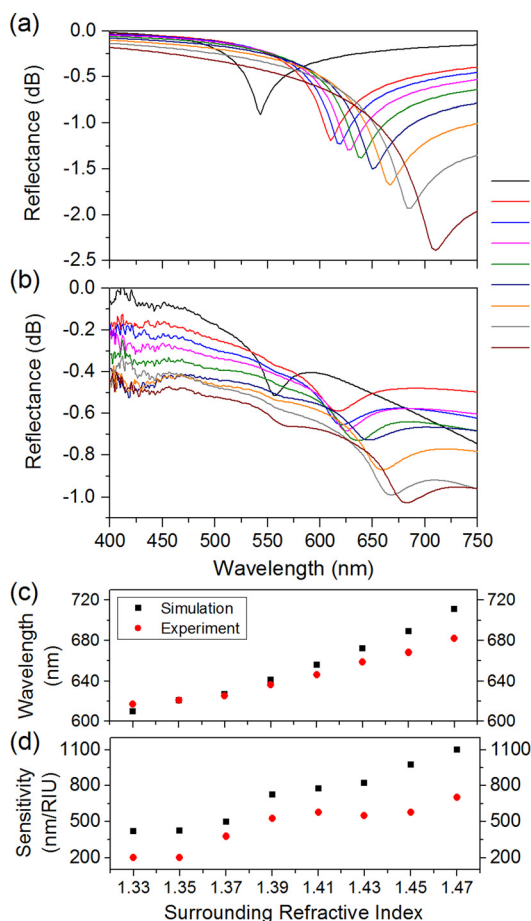 (a)
0.0
-0.5
-1.0
-1.5
-2.0
-2.5
Reflectance (dB)
(b)
0.0
-0.2
-0.4
-0.6
-0.8
-1.0
Reflectance (dB)
400 450 500 550 600 650 700 750
Wavelength (nm)
(c)
720
680
640
600
Wavelength
(nm)
Simulation
Experiment
720
680
640
600
(d)
1100
800
500
200
Sensitivity
(nm/RIU)
1100
800
500
200
1.33 1.35 1.37 1.39 1.41 1.43 1.45 1.47
Surrounding Refractive Index